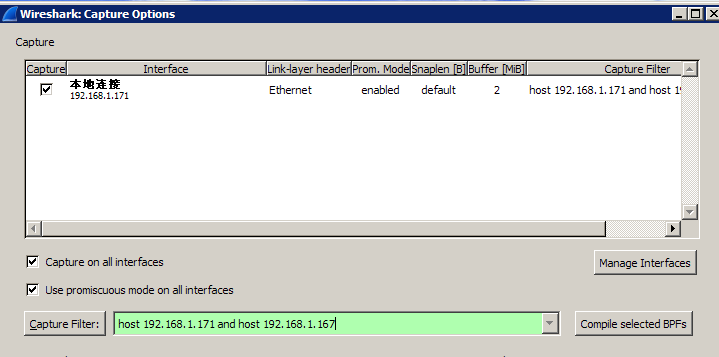 Wireshark: Capture Options
Capture
Capture Interface Link-layer header Prom. Mode Snaplen [B] Buffer [MiB] Capture Filter
本地连接
192.168.1.171
Ethernet enabled default 2 host 192.168.1.171 and host 19
Capture on all interfaces
Manage Interfaces
Use promiscuous mode on all interfaces
Capture Filter: host 192.168.1.171 and host 192.168.1.167 Compile selected BPFs